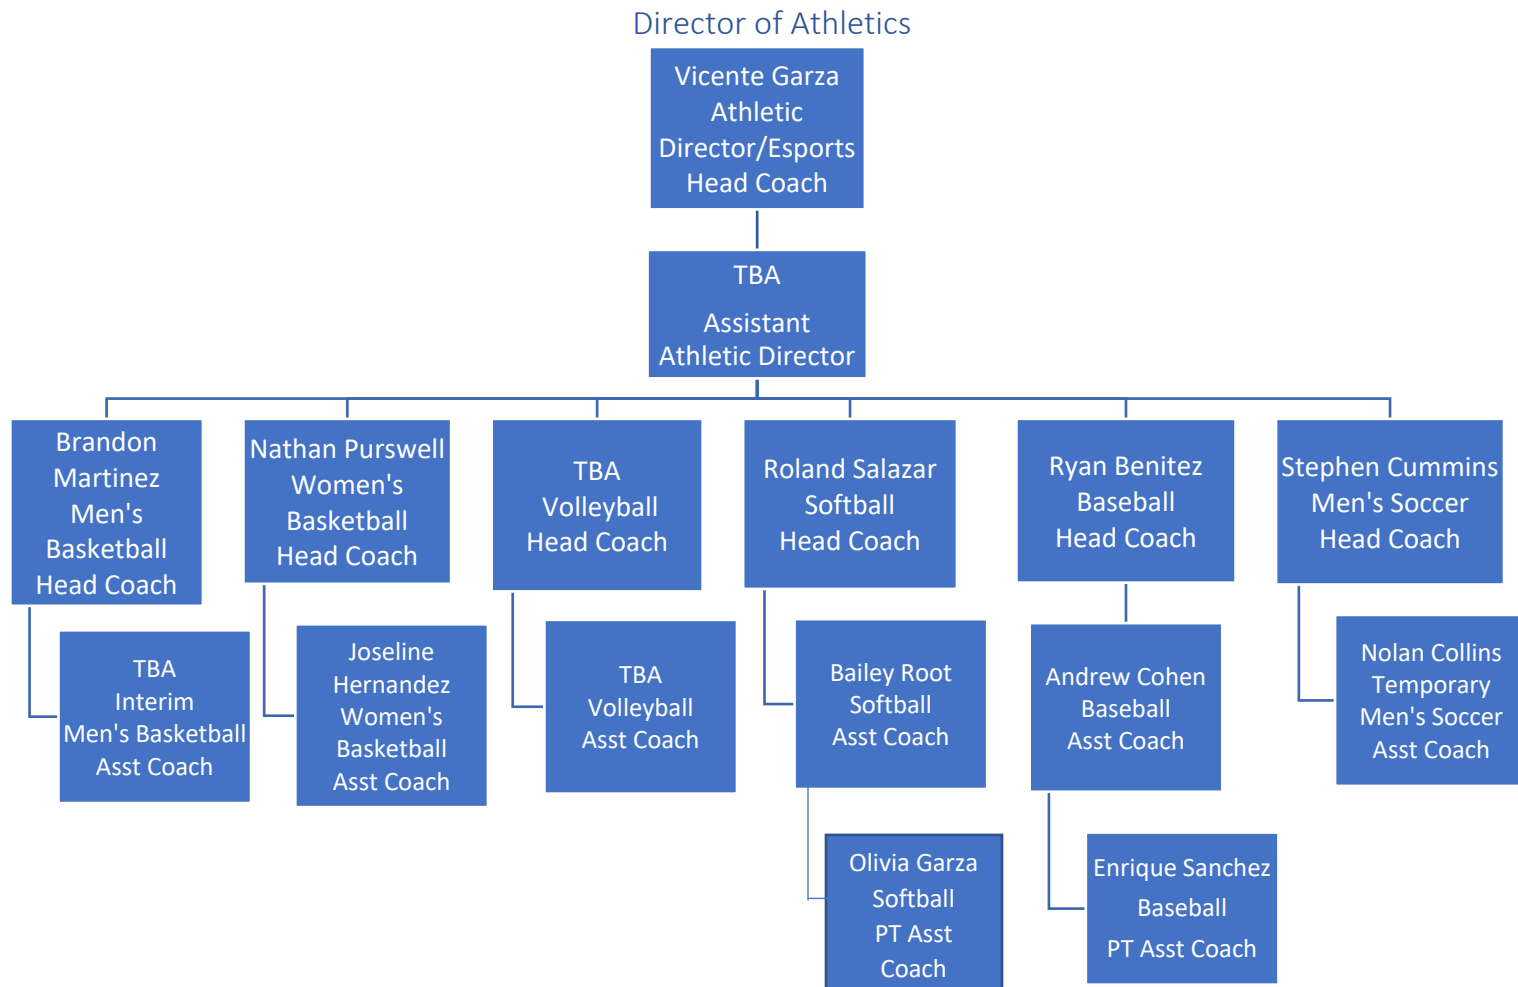 Director of Athletics
Vicente Garza
Athletic
Director/Esports
Head Coach
TBA
Assistant
Athletic Director
Brandon
Martinez
Men's
Basketball
Head Coach
Nathan Purswell
Women's
Basketball
Head Coach
TBA
Volleyball
Head Coach
Roland Salazar
Softball
Head Coach
Ryan Benitez
Baseball
Head Coach
Stephen Cummins
Men's Soccer
Head Coach
TBA
Interim
Men's Basketball
Asst Coach
Joseline
Hernandez
Women's
Basketball
Asst Coach
TBA
Volleyball
Asst Coach
Bailey Root
Softball
Asst Coach
Andrew Cohen
Baseball
Asst Coach
Nolan Collins
Temporary
Men's Soccer
Asst Coach
Olivia Garza
Softball
PT Asst
Coach
Enrique Sanchez
Baseball
PT Asst Coach